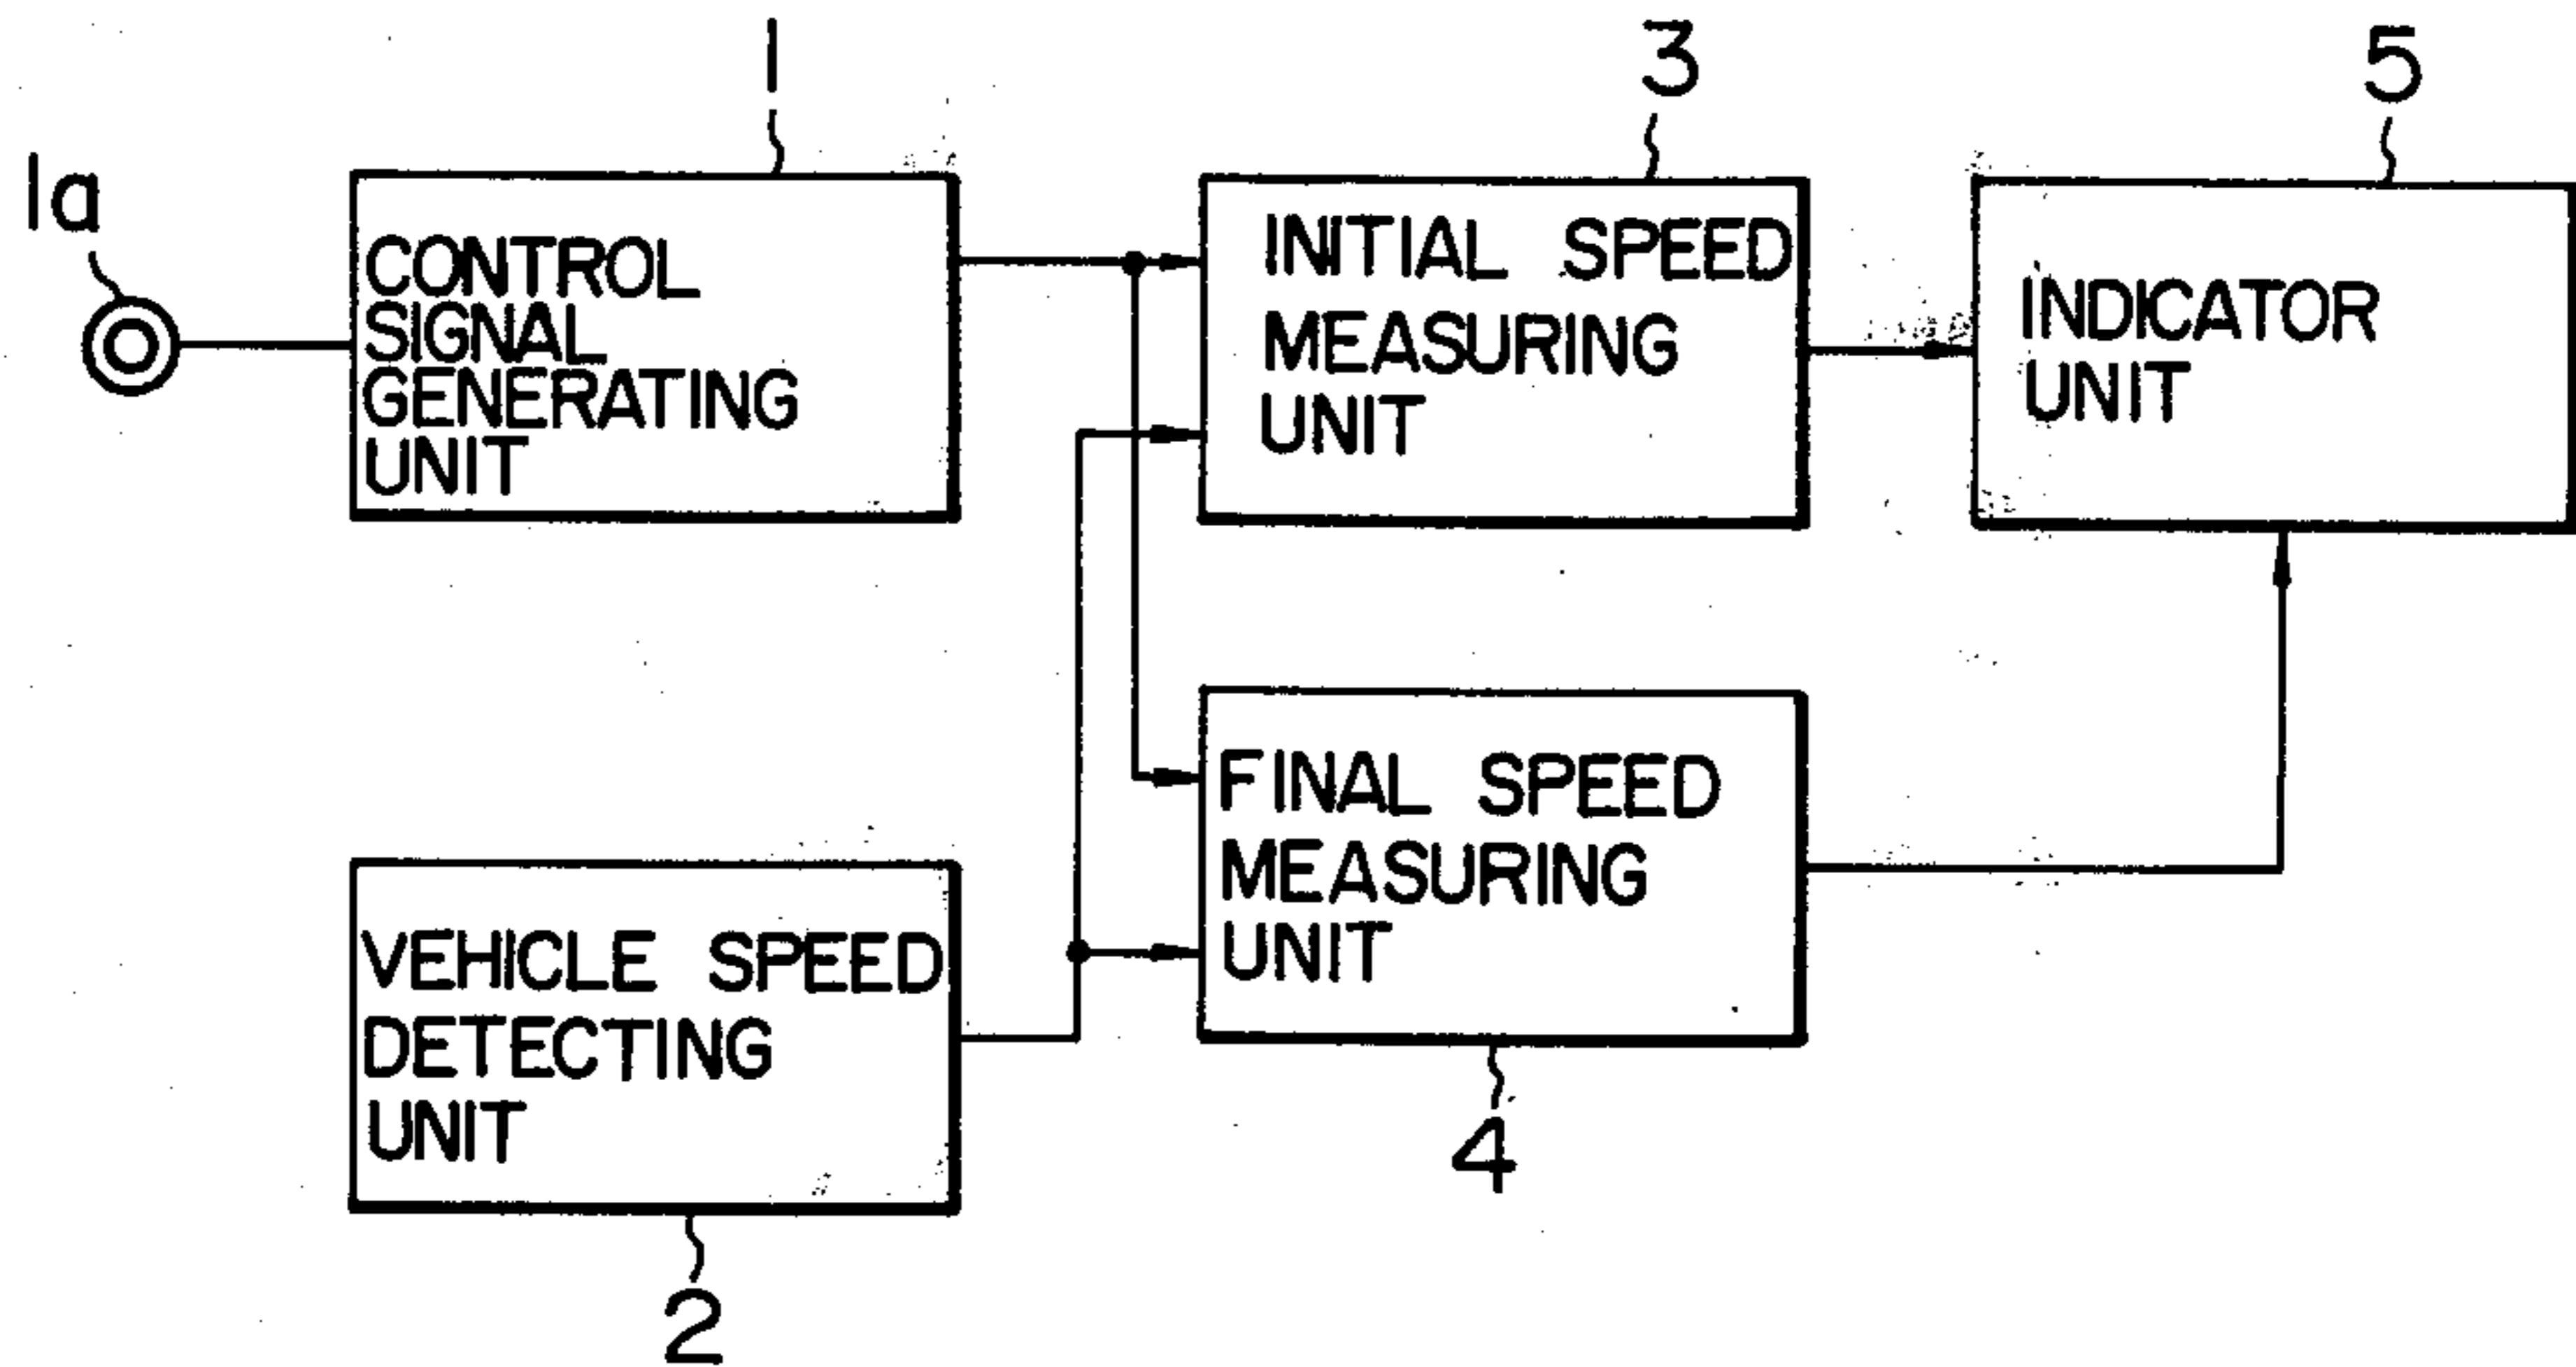 1
3
5
1a
CONTROL
SIGNAL
GENERATING
UNIT
INITIAL SPEED
MEASURING
UNIT
INDICATOR
UNIT
FINAL SPEED
MEASURING
UNIT
VEHICLE SPEED
DETECTING
UNIT
4
2